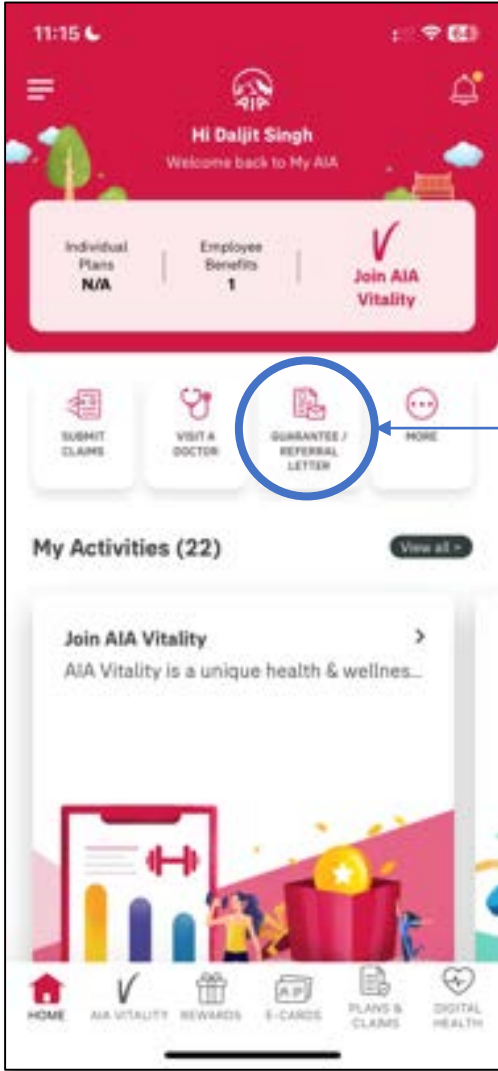 11:15
64
AIA
Hi Daljit Singh
Welcome back to My AIA
Individual Plans
N/A
Employee Benefits
1
Join AIA Vitality
SUBMIT CLAIMS
VISIT A DOCTOR
GUARANTEE / REFERRAL LETTER
MORE
My Activities (22)
View all >
Join AIA Vitality
AIA Vitality is a unique health & wellnes...
HOME
AIA VITALITY
REWARDS
E-CARDS
PLANS & CLAIMS
DIGITAL HEALTH